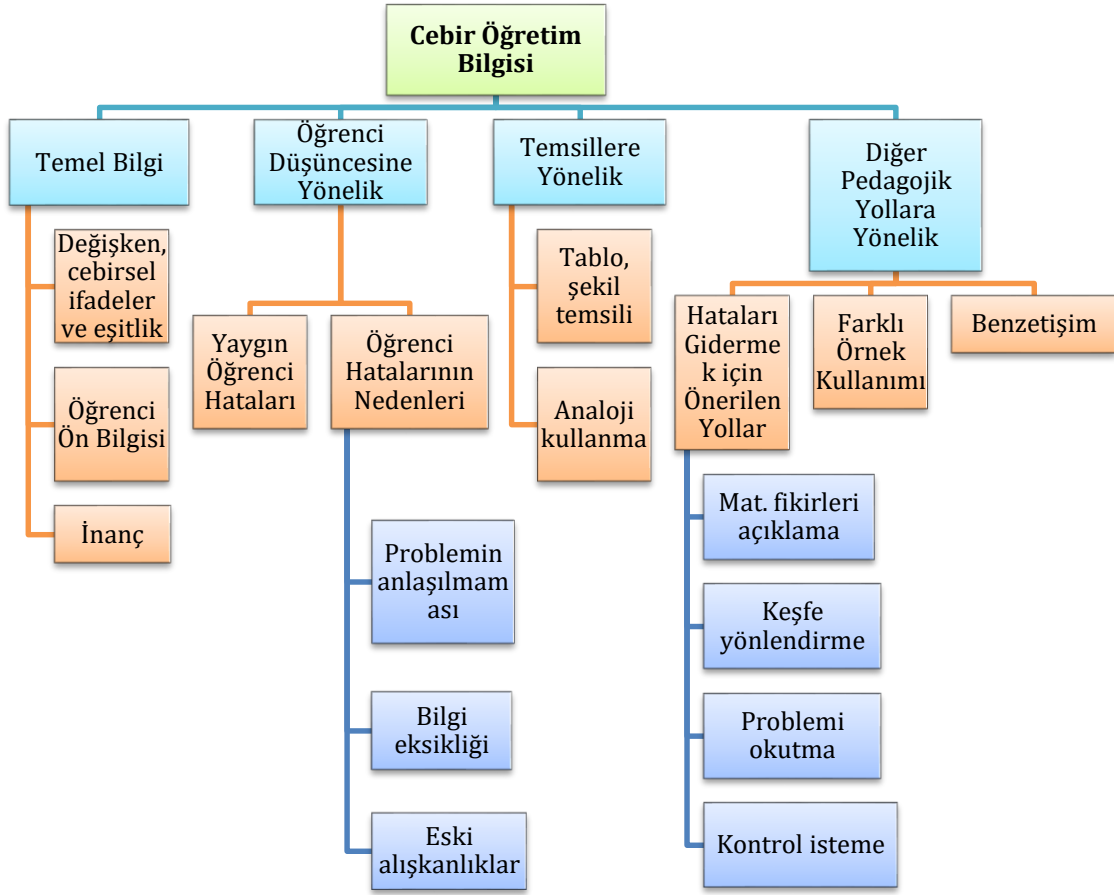 Cebir Öğretim
Bilgisi
Temel Bilgi
Öğrenci
Düşüncesine
Yönelik
Temsillere
Yönelik
Diğer
Pedagojik
Yollara
Yönelik
Değişken,
cebirsel
ifadeler
ve eşitlik
Öğrenci
Ön Bilgisi
İnanç
Yaygın
Öğrenci
Hataları
Öğrenci
Hatalarının
Nedenleri
Problemin
anlaşılmam
ası
Bilgi
eksikliği
Eski
alışkanlıklar
Tablo,
şekil
temsili
Analoji
kullanma
Hataları
Giderme
k için
Önerilen
Yollar
Farklı
Örnek
Kullanımı
Benzetişim
Mat. fikirleri
açıklama
Keşfe
yönlendirme
Problemi
okutma
Kontrol isteme